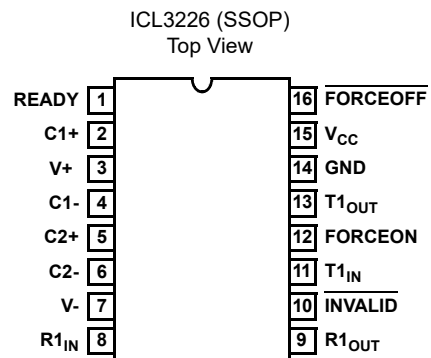 ICL3226 (SSOP)
Top View
READY 1 16 FORCEOFF
C1+ 2 15 VCC
V+ 3 14 GND
C1- 4 13 T1OUT
C2+ 5 12 FORCEON
C2- 6 11 T1IN
V- 7 10 INVALID
R1IN 8 9 R1OUT